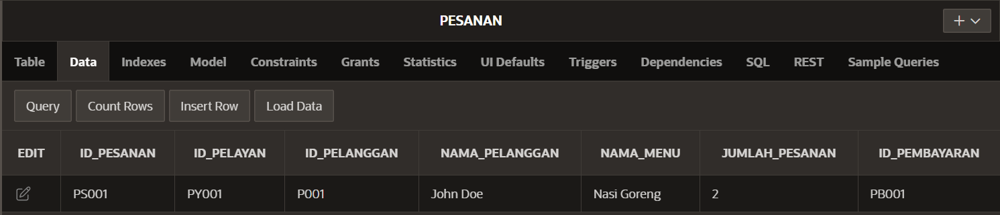 PESANAN
Table Data Indexes Model Constraints Grants Statistics UI Defaults Triggers Dependencies SQL REST Sample Queries
Query Count Rows Insert Row Load Data
EDIT ID_PESANAN ID_PELAYAN ID_PELANGGAN NAMA_PELANGGAN NAMA_MENU JUMLAH_PESANAN ID_PEMBAYARAN
PS001 PY001 P001 John Doe Nasi Goreng 2 PB001